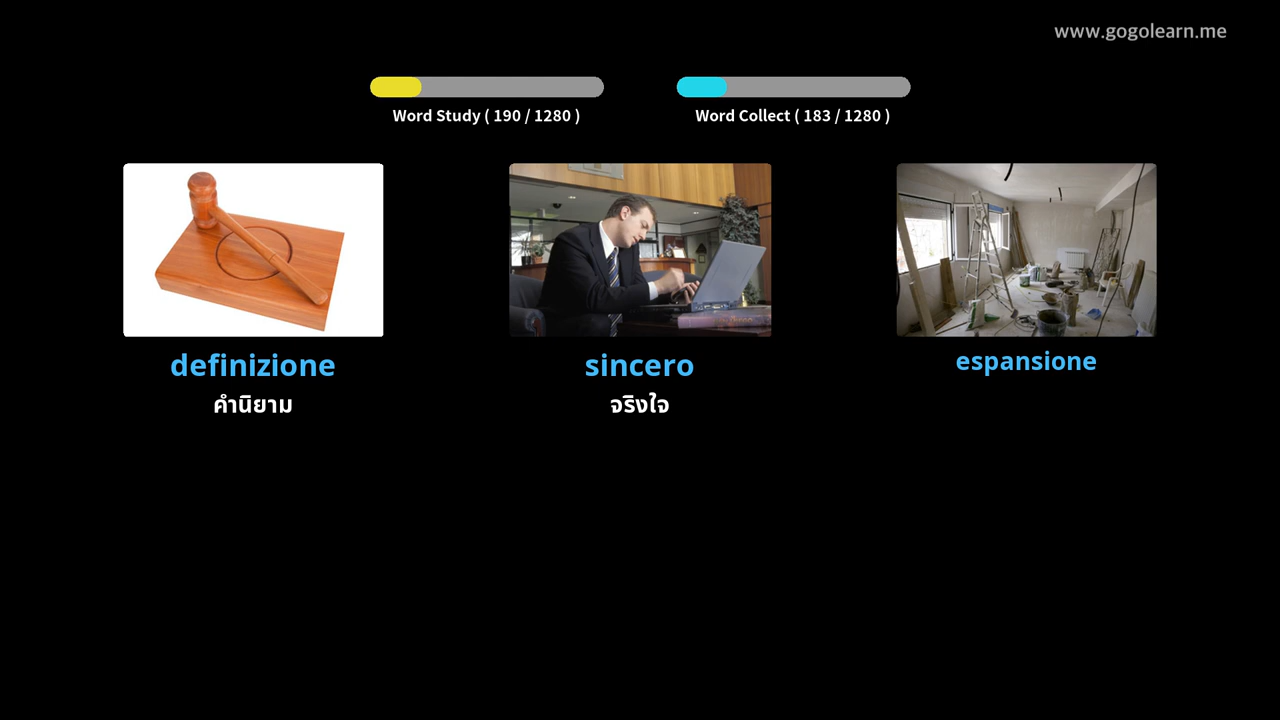 www.gogolearn.me
Word Study ( 190 / 1280 )
Word Collect ( 183 / 1280 )
definizione
คำนิยาม
sincero
จริงใจ
espansione